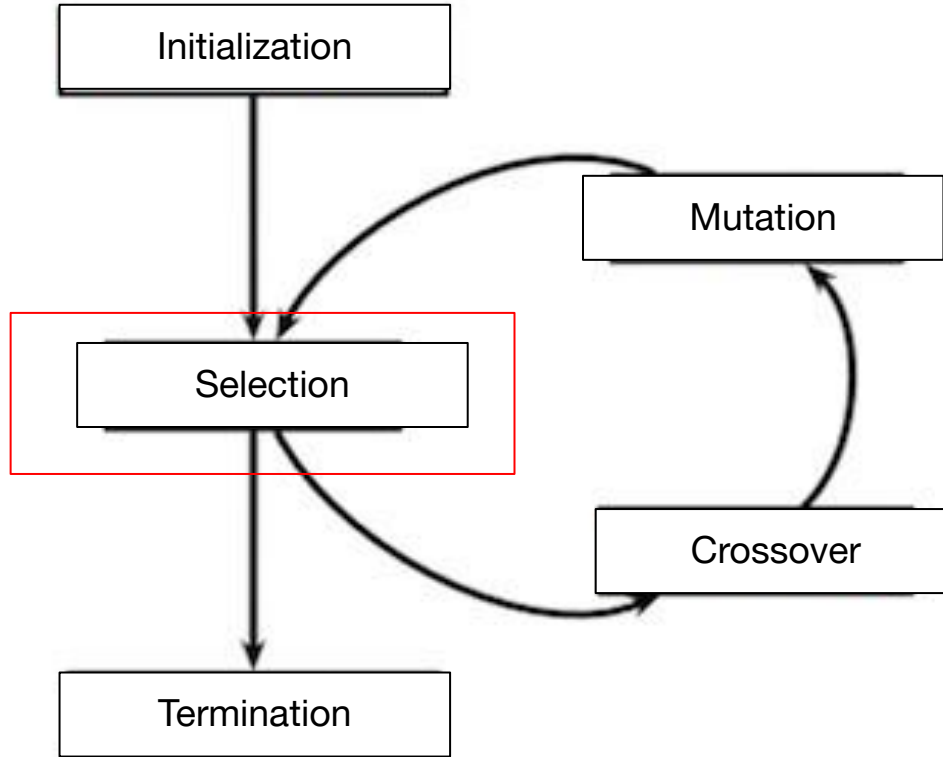 Initialization
Mutation
Selection
Crossover
Termination